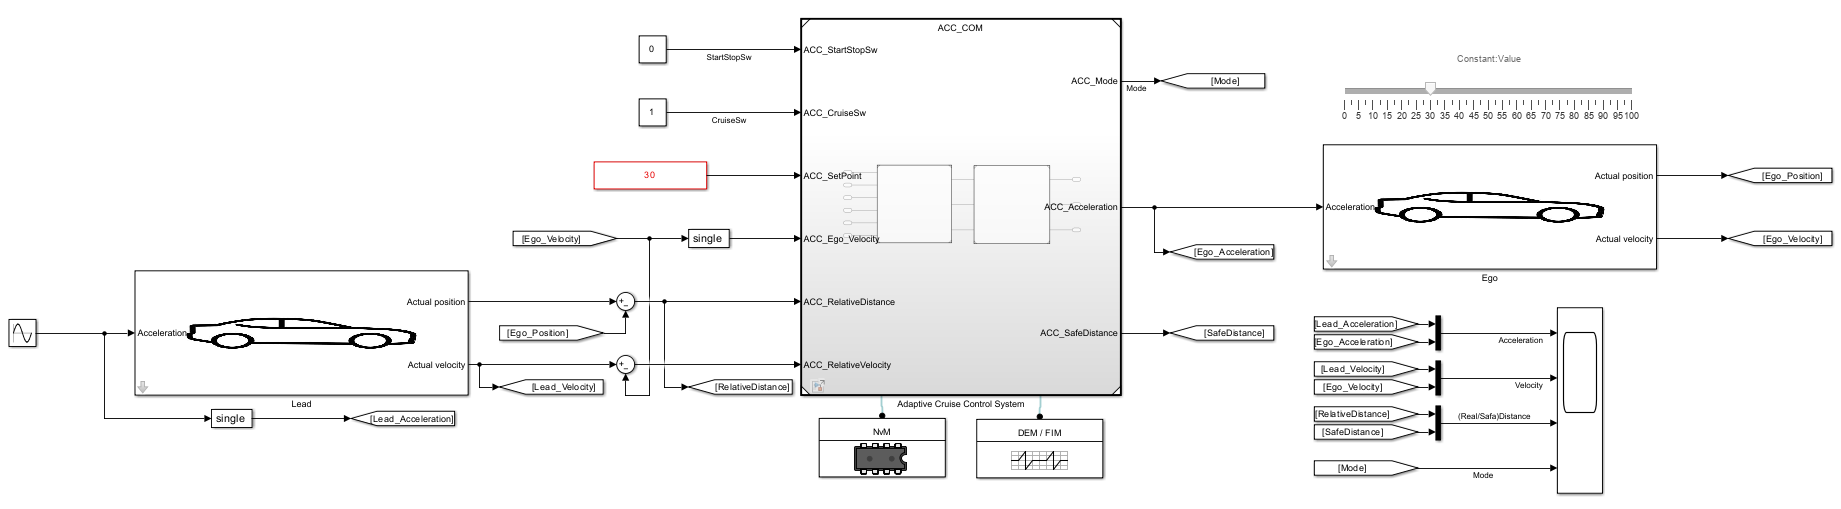 ACC_COM
0
StartStopSw
ACC_StartStopSw
1
CruiseSw
ACC_CruiseSw
30
ACC_SetPoint
[Ego_Velocity]
single
ACC_Ego_Velocity
Actual position
ACC_RelativeDistance
Acceleration
[Ego_Position]
Actual velocity
ACC_RelativeVelocity
[Lead_Velocity]
[RelativeDistance]
Lead
single
[Lead_Acceleration]
ACC_Mode
Mode
[Mode]
ACC_Acceleration
[Ego_Acceleration]
ACC_SafeDistance
[SafeDistance]
Adaptive Cruise Control System
NvM
DEM / FIM
Constant:Value
0 5 10 15 20 25 30 35 40 45 50 55 60 65 70 75 80 85 90 95 100
Actual position
[Ego_Position]
Acceleration
Actual velocity
[Ego_Velocity]
Ego
[Lead_Acceleration]
[Ego_Acceleration]
Acceleration
[Lead_Velocity]
[Ego_Velocity]
Velocity
[RelativeDistance]
[SafeDistance]
(Real/Safa)Distance
[Mode]
Mode